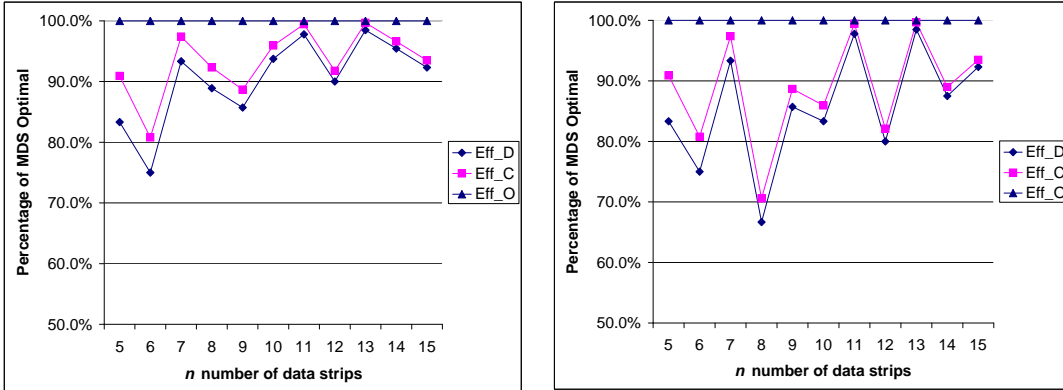 100.0%
90.0%
80.0%
70.0%
60.0%
50.0%
Percentage of MDS Optimal
5 6 7 8 9 10 11 12 13 14 15
n number of data strips
Eff_D
Eff_C
Eff_O
100.0%
90.0%
80.0%
70.0%
60.0%
50.0%
Percentage of MDS Optimal
5 6 7 8 9 10 11 12 13 14 15
n number of data strips
Eff_D
Eff_C
Eff_O